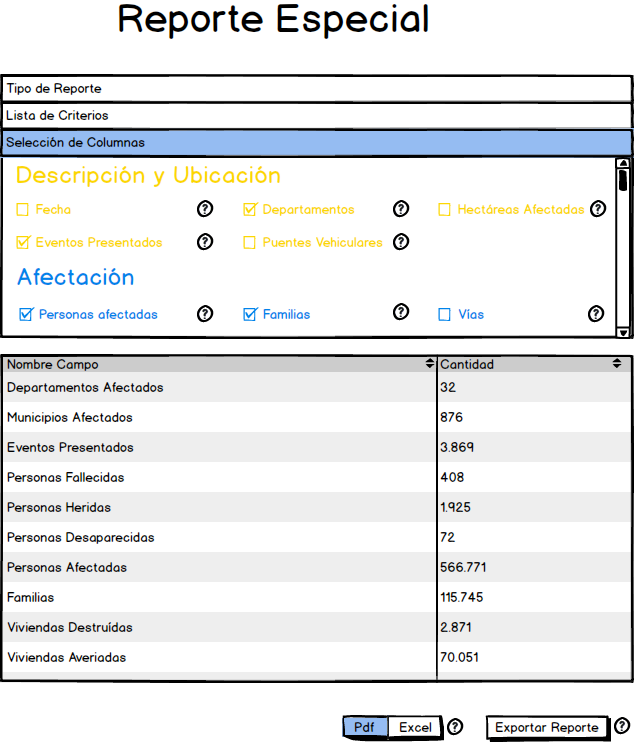 Reporte Especial
Tipo de Reporte
Lista de Criterios
Selección de Columnas
Descripción y Ubicación
Fecha ? Departamentos ? Hectáreas Afectadas ?
Eventos Presentados ? Puentes Vehiculares ?
Afectación
Personas afectadas ? Familias ? Vías ?
Nombre Campo Cantidad
Departamentos Afectados 32
Municipios Afectados 876
Eventos Presentados 3.869
Personas Fallecidas 408
Personas Heridas 1.925
Personas Desaparecidas 72
Personas Afectadas 566.771
Familias 115.745
Viviendas Destruídas 2.871
Viviendas Averiadas 70.051
Pdf Excel ? Exportar Reporte ?